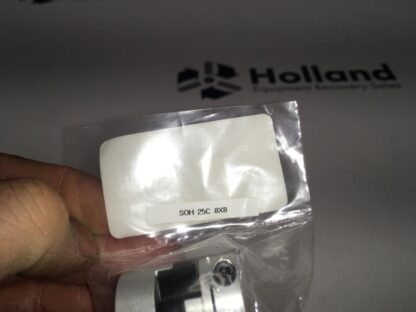 Holland
Equipment Recovery Sales
SOH 25C 8X8